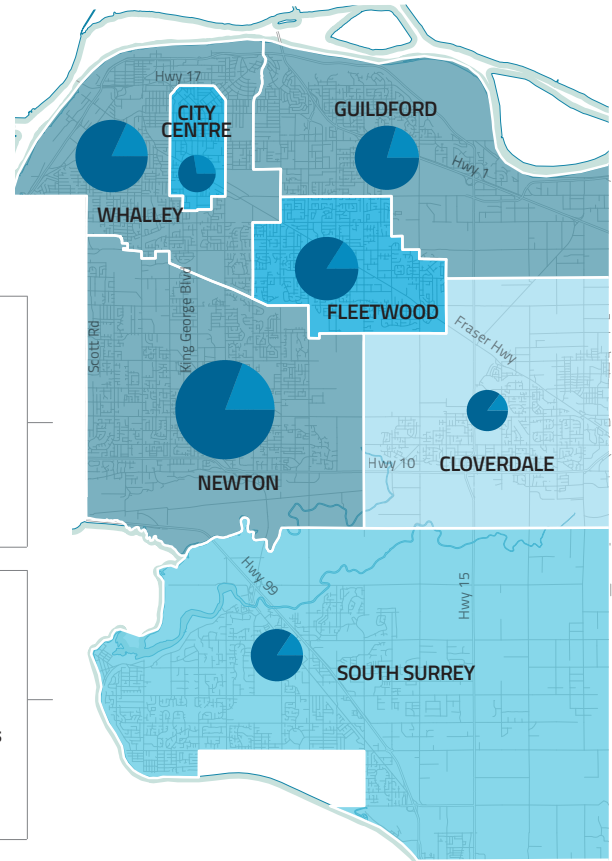 Hwy 17
CITY
CENTRE
GUILDFORD
Hwy 1
WHALLEY
FLEETWOOD
King George Blvd
Scott Rd
Fraser Hwy
Hwy 10
CLOVERDALE
NEWTON
Hwy 99
Hwy 15
SOUTH SURREY
s